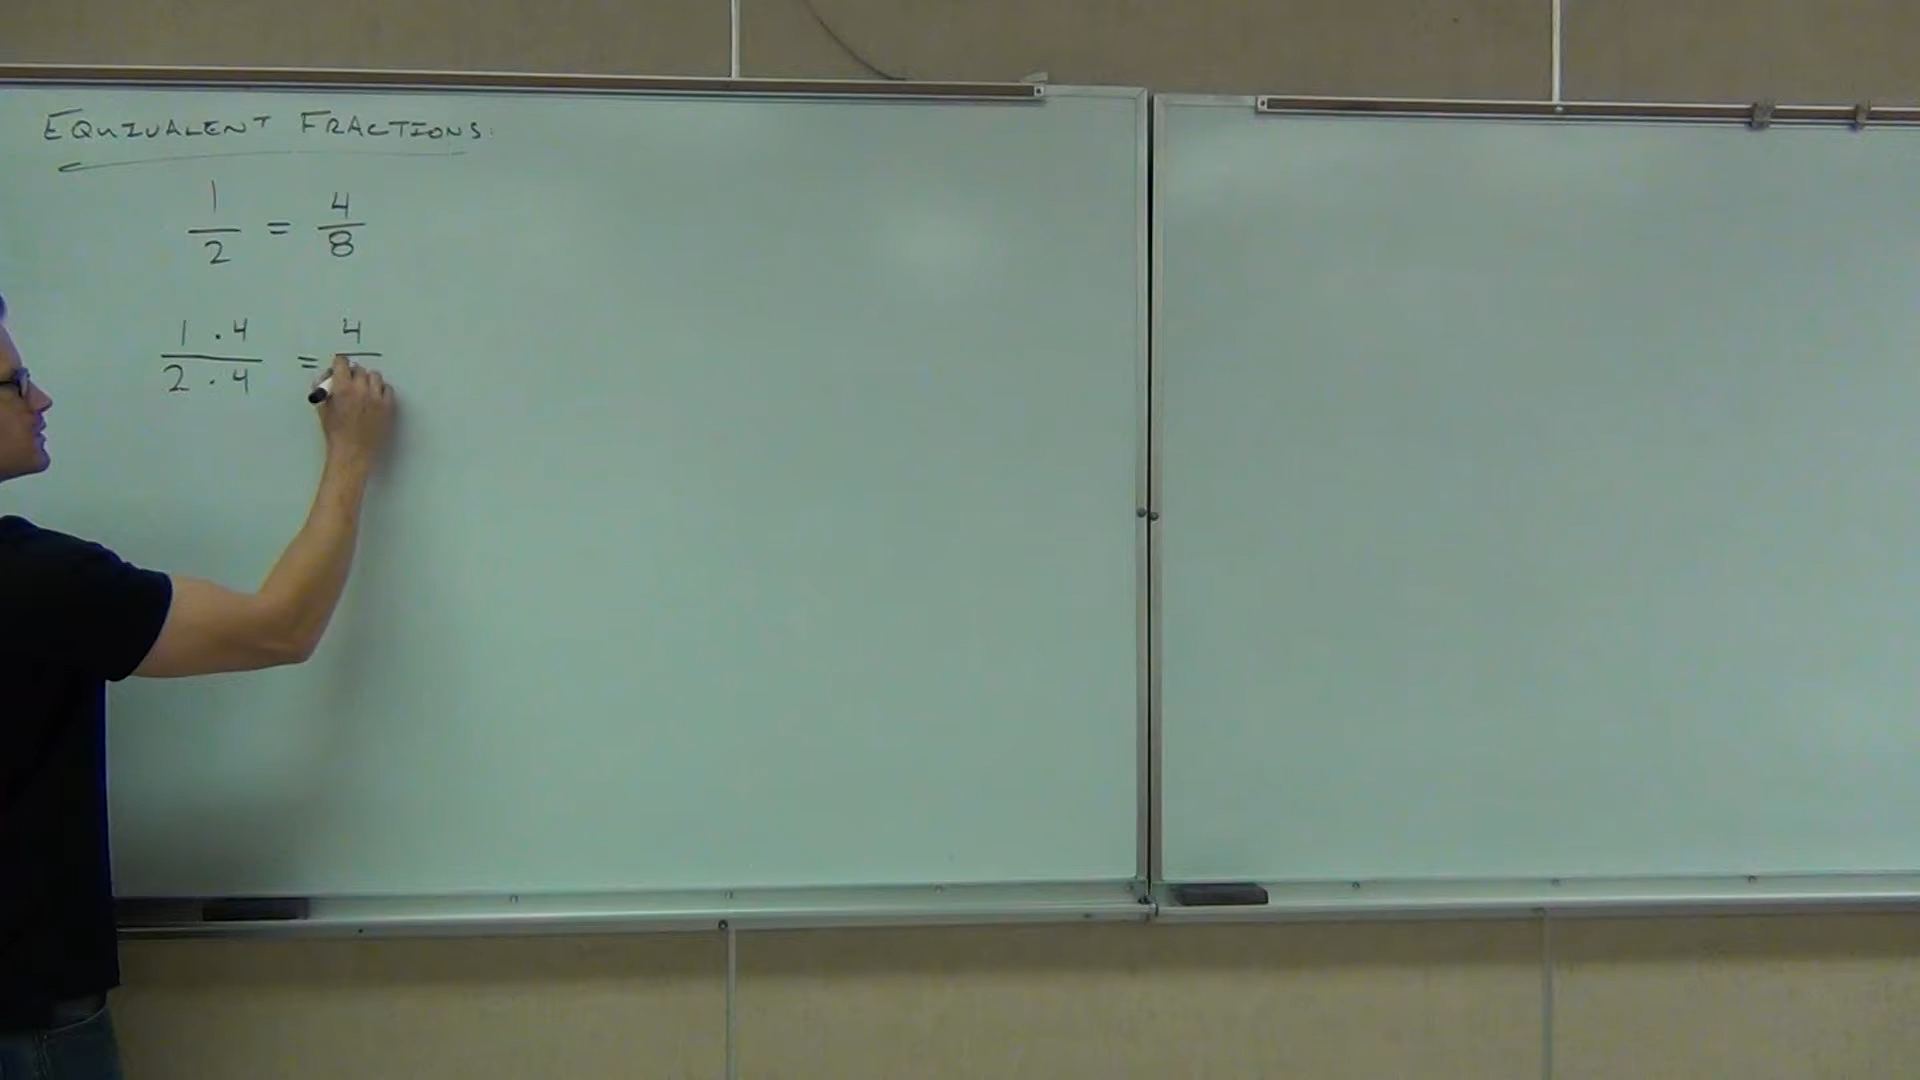 EQUIVALENT FRACTIONS:
1/2 = 4/8
1 · 4 / 2 · 4 = 4/